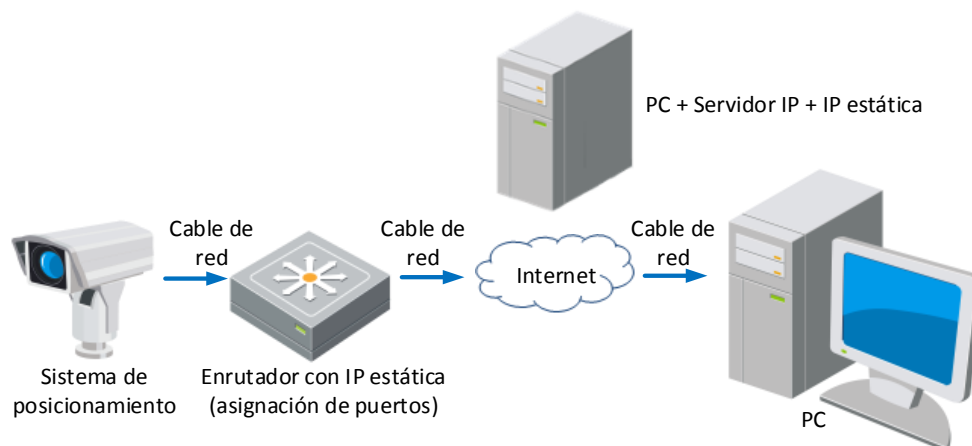 PC + Servidor IP + IP estática
Cable de
red
Cable de
red
Cable de
red
Internet
Sistema de
posicionamiento
Enrutador con IP estática
(asignación de puertos)
PC